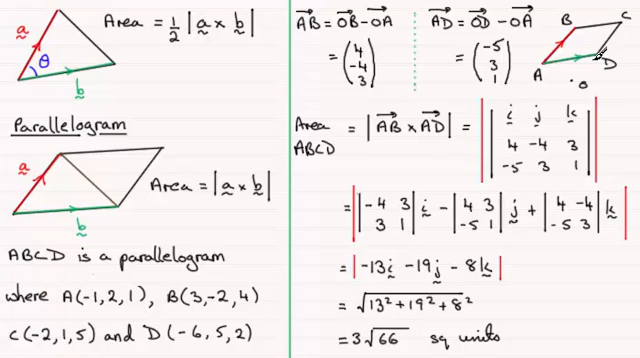 a
θ
b
Area = 1/2 |a × b|
Parallelogram
a
b
Area = |a × b|
ABCD is a parallelogram
where A(-1,2,1), B(3,-2,4)
C(-2,1,5) and D(-6,5,2)
AB = OB - OA
= (4 -4 3)
AD = OD - OA
= (-5 3 1)
A
B
C
D
O
Area ABCD = |AB × AD| = || i j k
4 -4 3
-5 3 1 ||
= | |-4 3, 3 1| i - |4 3, -5 1| j + |4 -4, -5 3| k |
= |-13i - 19j - 8k|
= √13² + 19² + 8²
= 3√66 sq units